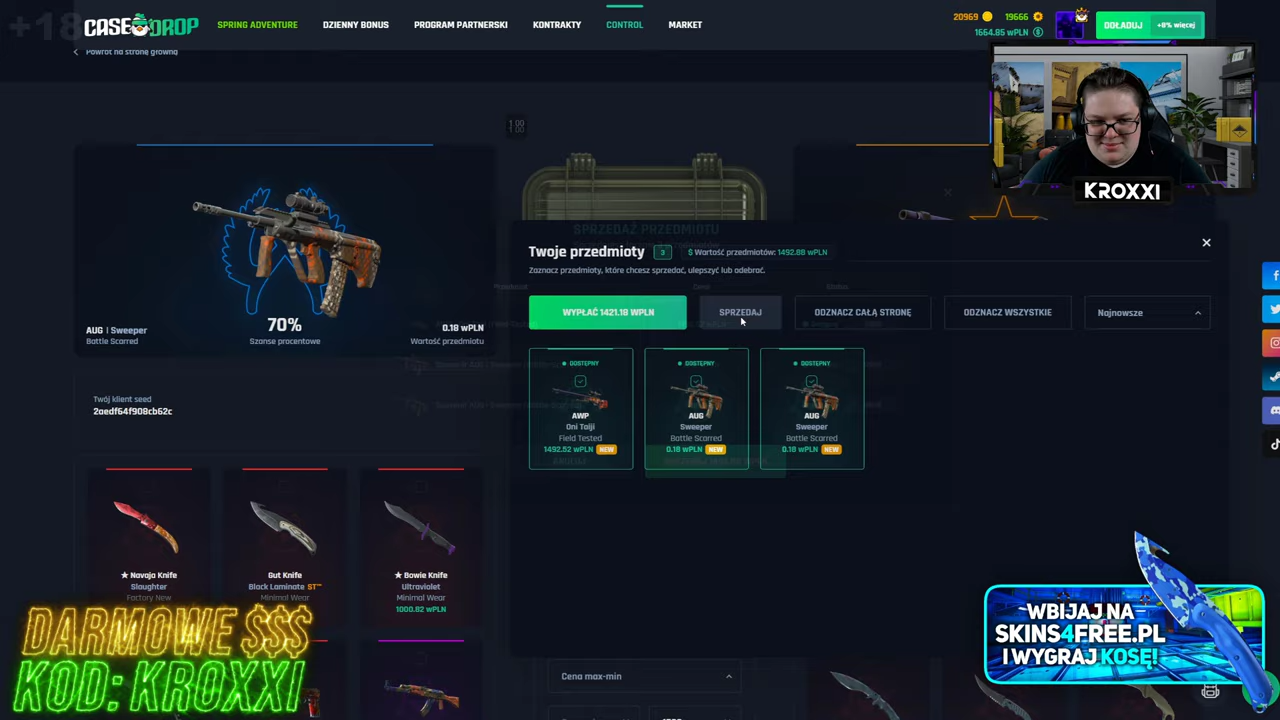 +18
CASEDROP
SPRING ADVENTURE
DZIENNY BONUS
PROGRAM PARTNERSKI
KONTRAKTY
CONTROL
MARKET
20969 19666
1664.85 wPLN
DOŁADUJ
+8% więcej
Powrót na stronę główną
KROXXI
SPRZEDAŻ PRZEDMIOTU
Twoje przedmioty 3 $ Wartość przedmiotów: 1492.88 wPLN
Zaznacz przedmioty, które chcesz sprzedać, ulepszyć lub odebrać.
WYPŁAĆ 1421.18 WPLN
SPRZEDAJ
ODZNACZ CAŁĄ STRONĘ
ODZNACZ WSZYSTKIE
Najnowsze
DOSTĘPNY
AWP
Oni Taiji
Field Tested
1492.52 wPLN NEW
DOSTĘPNY
AUG
Sweeper
Battle Scarred
0.18 wPLN NEW
DOSTĘPNY
AUG
Sweeper
Battle Scarred
0.18 wPLN NEW
AUG | Sweeper
Battle Scarred
70%
Szanse procentowe
0.18 wPLN
Wartość przedmiotu
Twój klient seed
2aedf64f908cb62c
★ Navaja Knife
Slaughter
Factory New
Gut Knife
Black Laminate ST™
Minimal Wear
★ Bowie Knife
Ultraviolet
Minimal Wear
1000.82 wPLN
Cena max-min
DARMOWE $$$
KOD: KROXXI
WBIJAJ NA
SKINS4FREE.PL
I WYGRAJ KOSĘ!